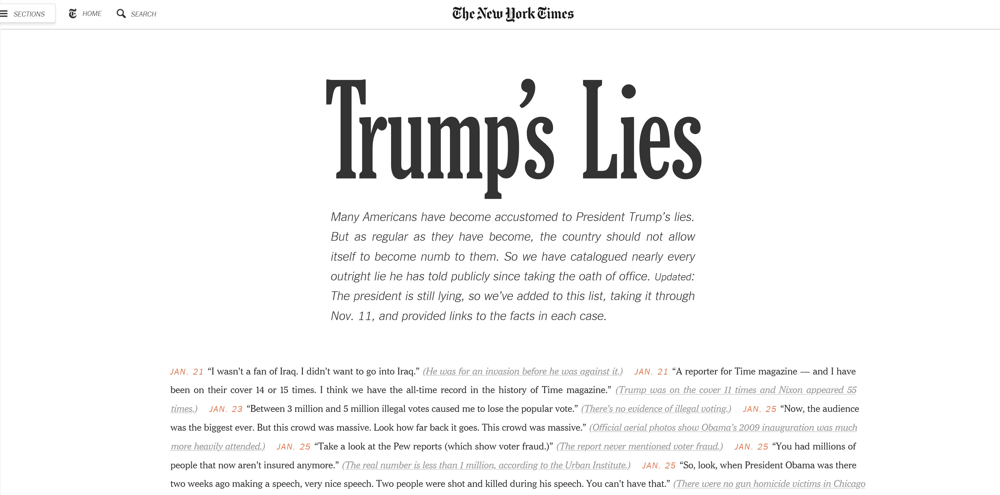 SECTIONS HOME SEARCH The New York Times
Trump’s Lies
Many Americans have become accustomed to President Trump’s lies.
But as regular as they have become, the country should not allow
itself to become numb to them. So we have catalogued nearly every
outright lie he has told publicly since taking the oath of office. Updated:
The president is still lying, so we've added to this list, taking it through
Nov. 11, and provided links to the facts in each case.
JAN. 21 “I wasn't a fan of Iraq. I didn't want to go into Iraq.” (He was for an invasion before he was against it.) JAN. 21 “A reporter for Time magazine — and I have
been on their cover 14 or 15 times. I think we have the all-time record in the history of Time magazine.” (Trump was on the cover 11 times and Nixon appeared 55
times.) JAN. 23 “Between 3 million and 5 million illegal votes caused me to lose the popular vote.” (There's no evidence of illegal voting.) JAN. 25 “Now, the audience
was the biggest ever. But this crowd was massive. Look how far back it goes. This crowd was massive.” (Official aerial photos show Obama's 2009 inauguration was much
more heavily attended.) JAN. 25 “Take a look at the Pew reports (which show voter fraud.)” (The report never mentioned voter fraud.) JAN. 25 “You had millions of
people that now aren't insured anymore.” (The real number is less than 1 million, according to the Urban Institute.) JAN. 25 “So, look, when President Obama was there
two weeks ago making a speech, very nice speech. Two people were shot and killed during his speech. You can't have that.” (There were no gun homicide victims in Chicago